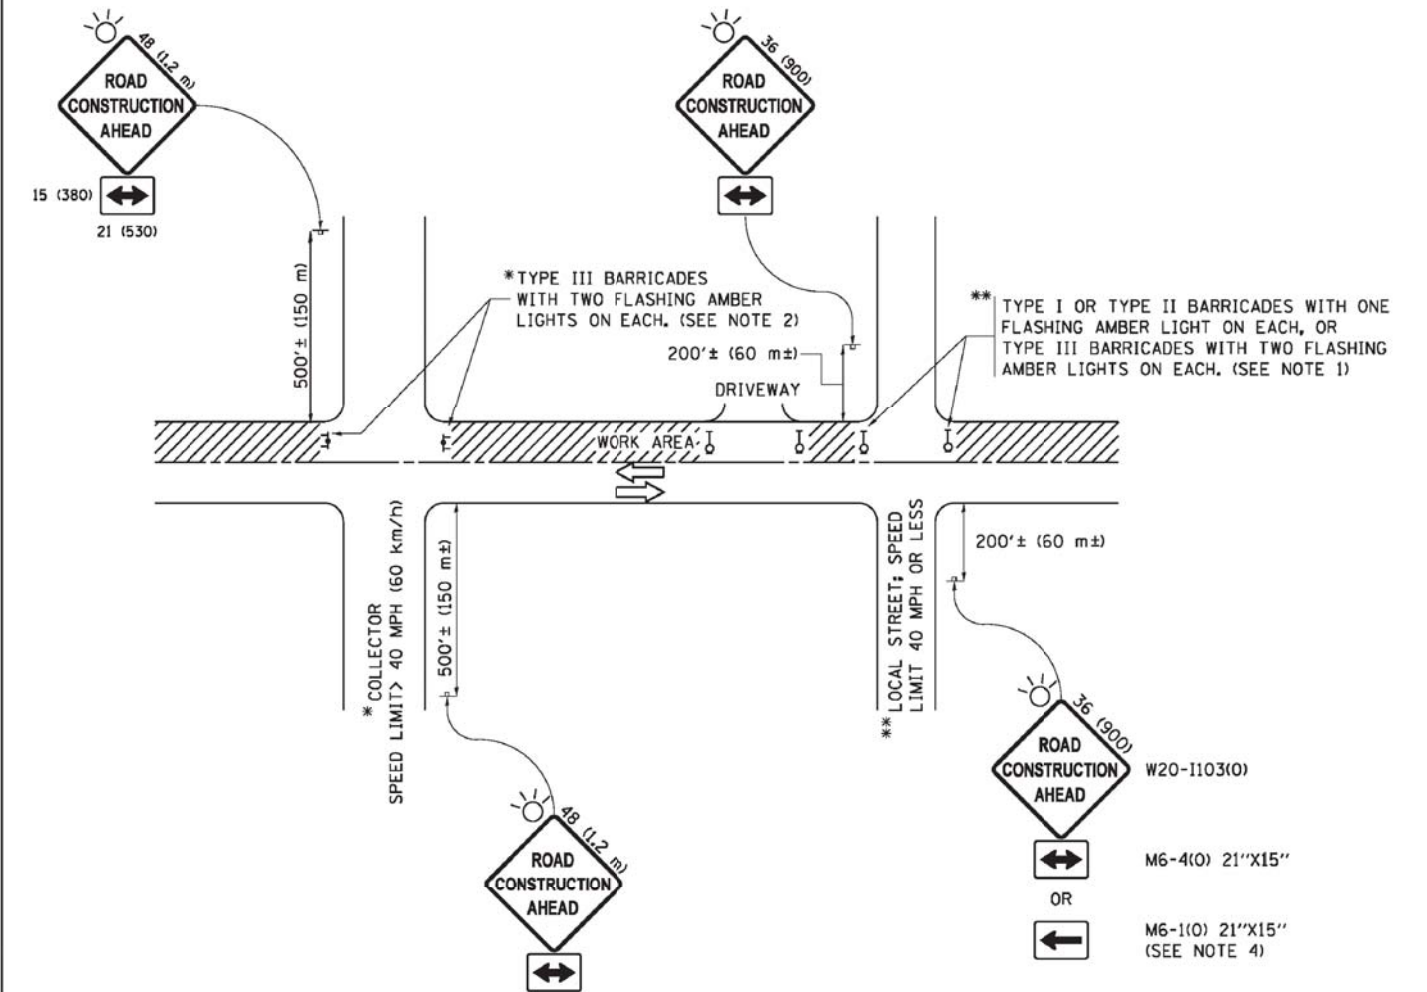 48 (1.2 m)
ROAD
CONSTRUCTION
AHEAD
15 (380)
21 (530)
36 (900)
ROAD
CONSTRUCTION
AHEAD
500'± (150 m)
*TYPE III BARRICADES
WITH TWO FLASHING AMBER
LIGHTS ON EACH. (SEE NOTE 2)
200'± (60 m±)
DRIVEWAY
** TYPE I OR TYPE II BARRICADES WITH ONE
FLASHING AMBER LIGHT ON EACH, OR
TYPE III BARRICADES WITH TWO FLASHING
AMBER LIGHTS ON EACH. (SEE NOTE 1)
WORK AREA
* COLLECTOR
SPEED LIMIT> 40 MPH (60 km/h)
500'± (150 m±)
** LOCAL STREET; SPEED
LIMIT 40 MPH OR LESS
200'± (60 m±)
48 (1.2 m)
ROAD
CONSTRUCTION
AHEAD
36 (900)
ROAD
CONSTRUCTION
AHEAD
W20-I103(0)
M6-4(0) 21"X15"
OR
M6-1(0) 21"X15"
(SEE NOTE 4)